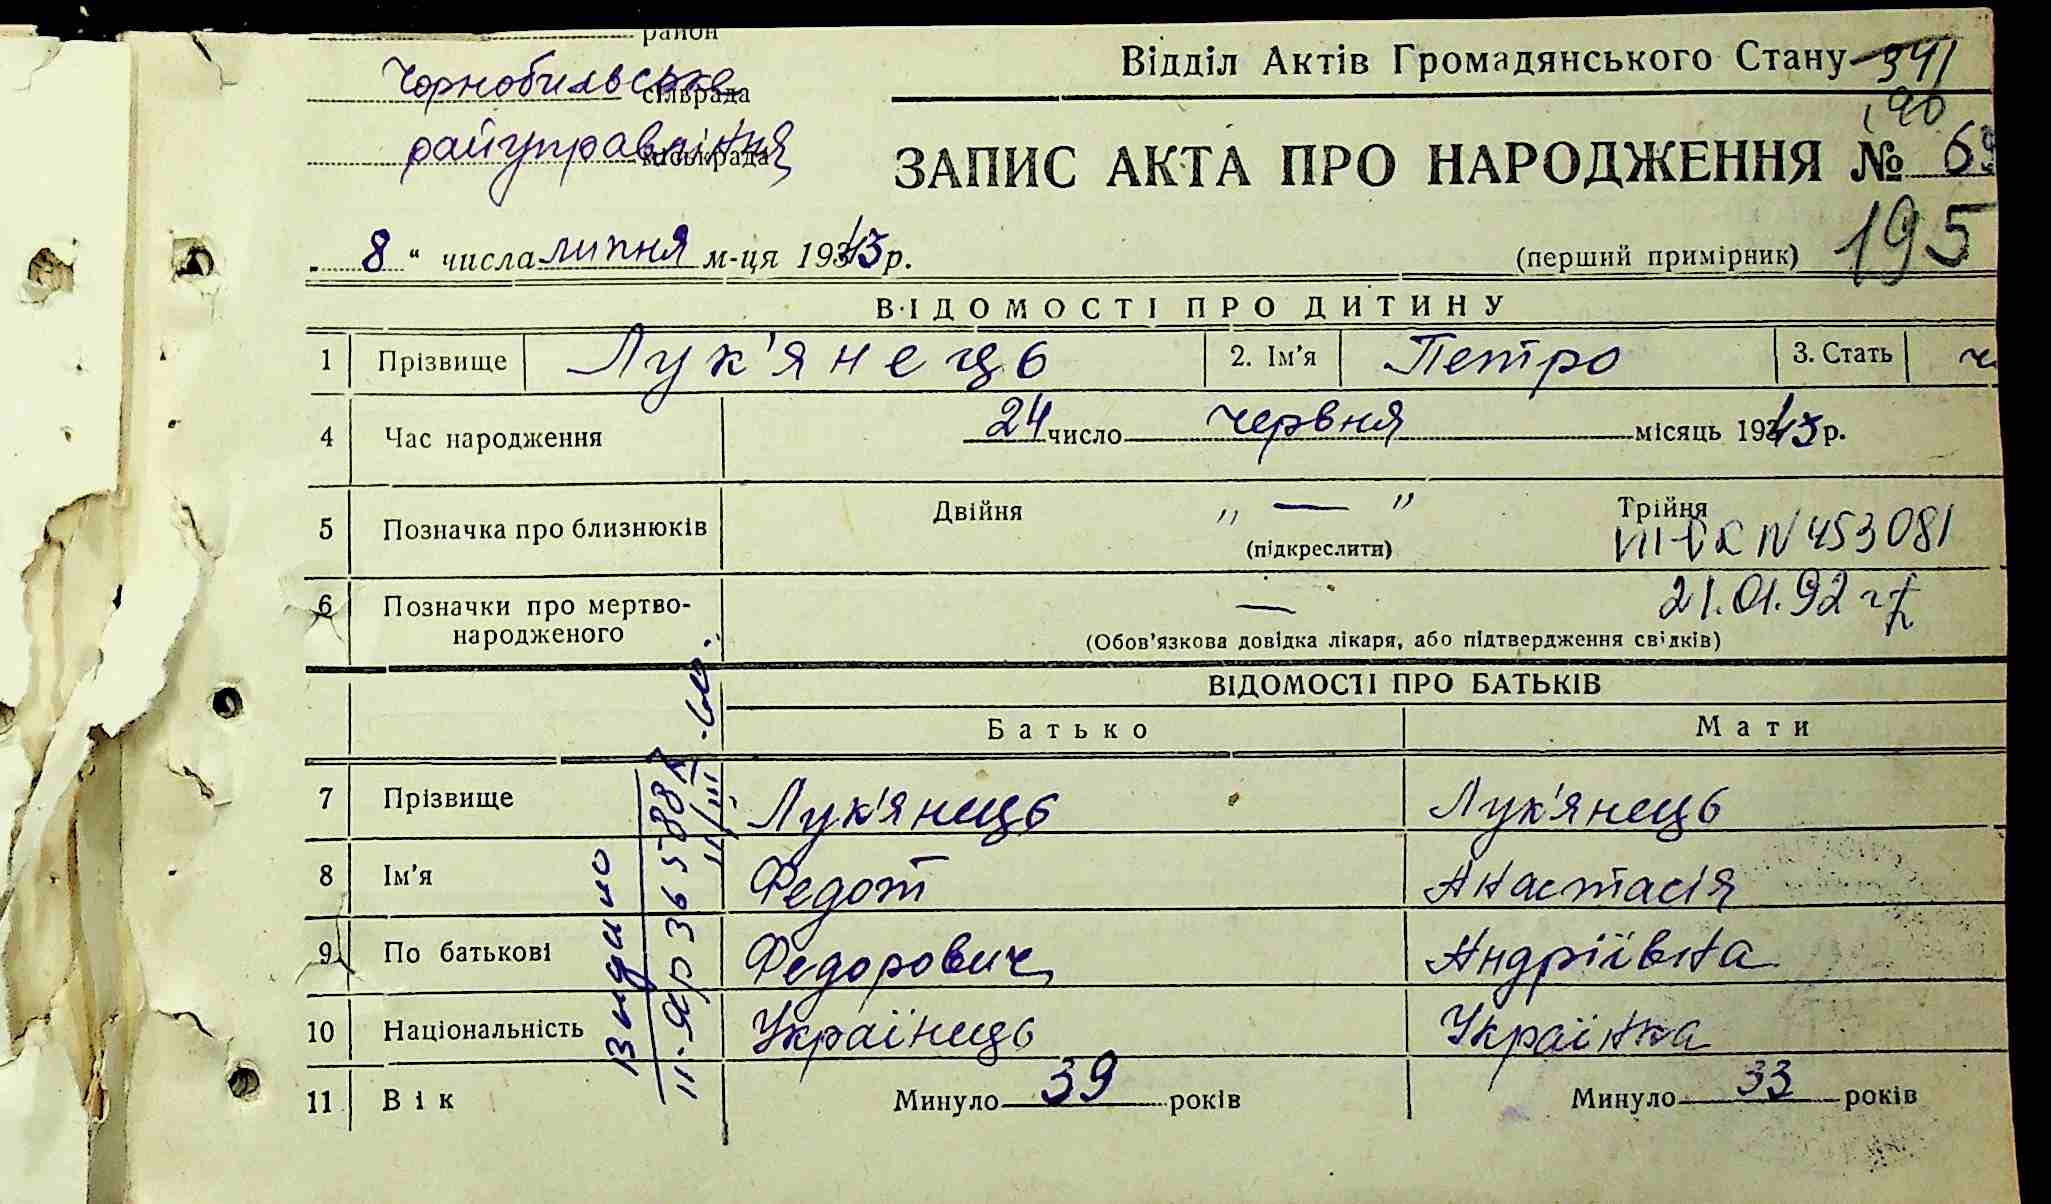 район
Чорнобильське сільрада
райуправління міськрада
Відділ Актів Громадянського Стану 341
190
ЗАПИС АКТА ПРО НАРОДЖЕННЯ № 69
195
„ 8 “ числа липня м-ця 1943 р.
(перший примірник)
ВІДОМОСТІ ПРО ДИТИНУ
1 Прізвище Лук'янець 2. Ім'я Петро 3. Стать ч
4 Час народження 24 число червня місяць 1943 р.
5 Позначка про близнюків Двійня „ — ” Трійня
(підкреслити)
N 453081
6 Позначки про мертво-
народженого —
21.01.92
(Обов'язкова довідка лікаря, або підтвердження свідків)
ВІДОМОСТІ ПРО БАТЬКІВ
Батько Мати
7 Прізвище Лук'янець Лук'янець
8 Ім'я Федот Анастасія
9 По батькові Федорович Андріївна
10 Національність Українець Українка
11 Вік Минуло 39 років Минуло 33 років
Видано